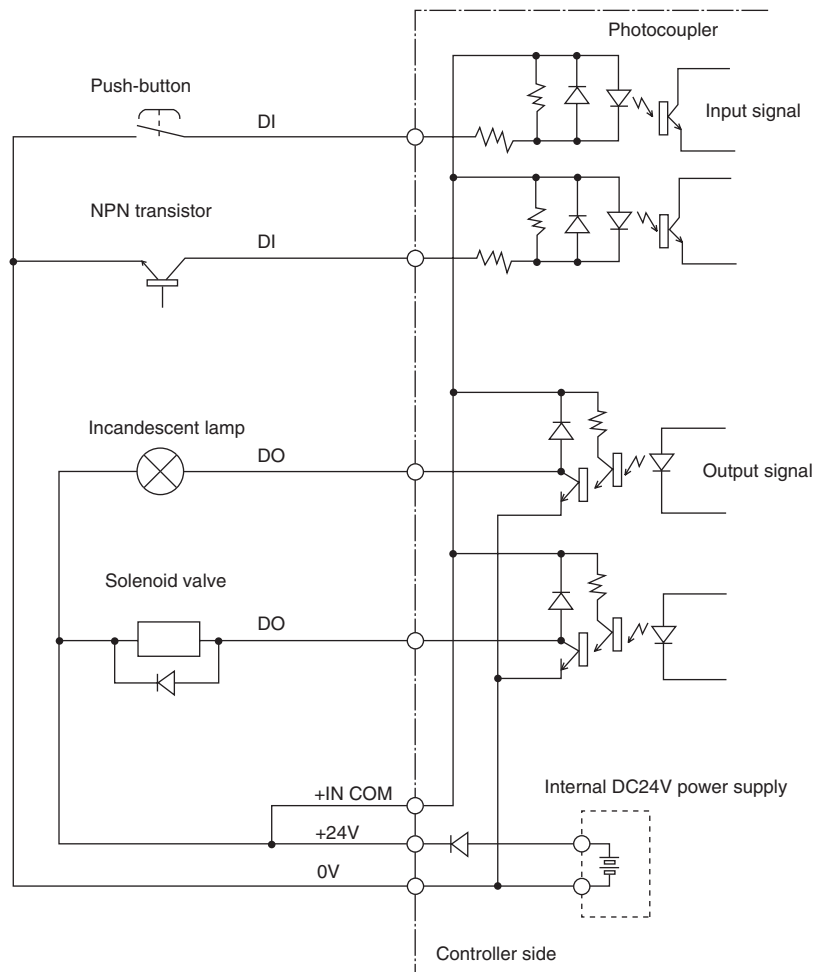 Photocoupler
Push-button
DI
Input signal
NPN transistor
DI
Incandescent lamp
DO
Output signal
Solenoid valve
DO
+IN COM
Internal DC24V power supply
+24V
0V
Controller side